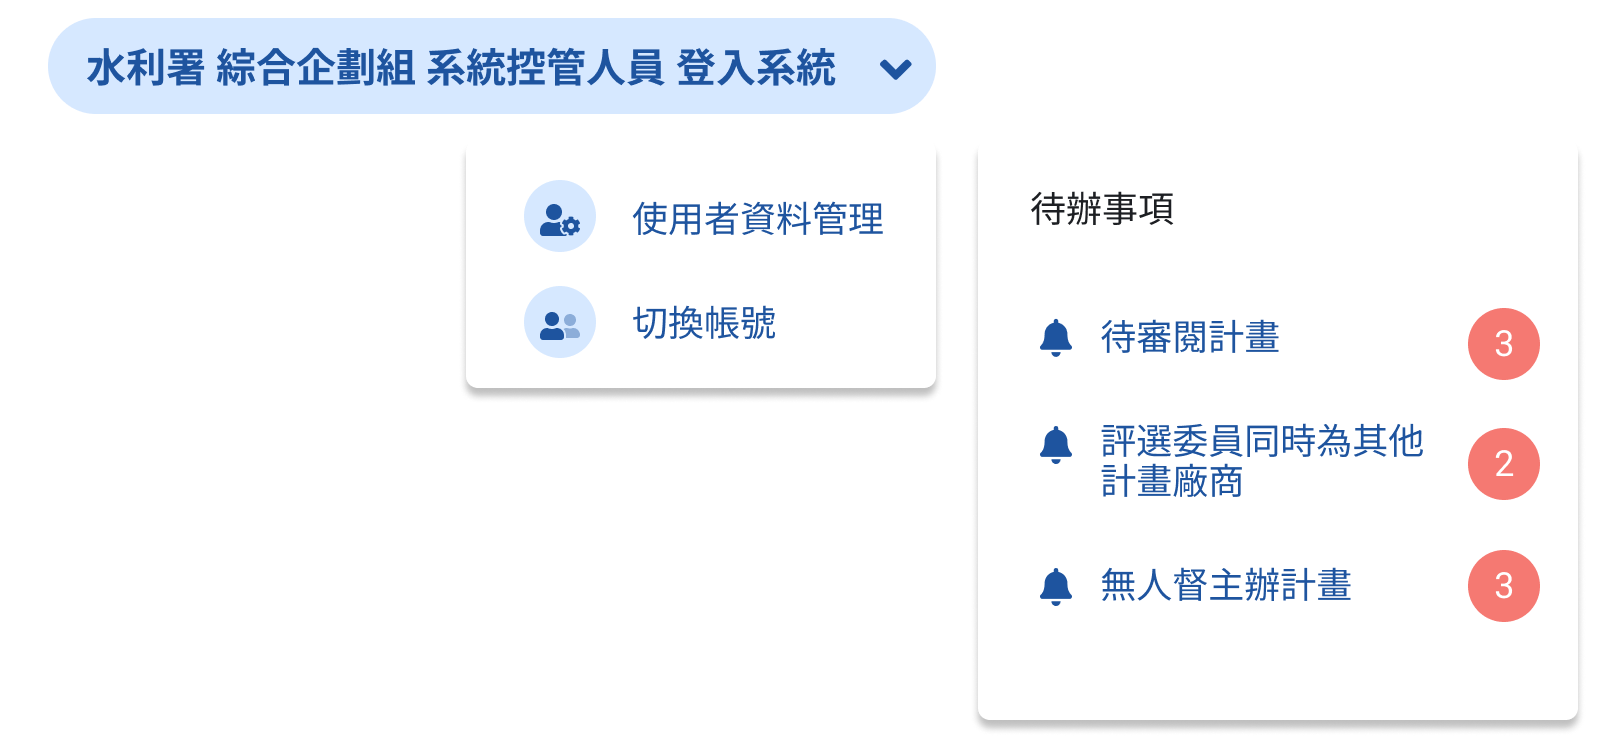 水利署 綜合企劃組 系統控管人員 登入系統
使用者資料管理
切換帳號
待辦事項
待審閱計畫
3
評選委員同時為其他
計畫廠商
2
無人督主辦計畫
3